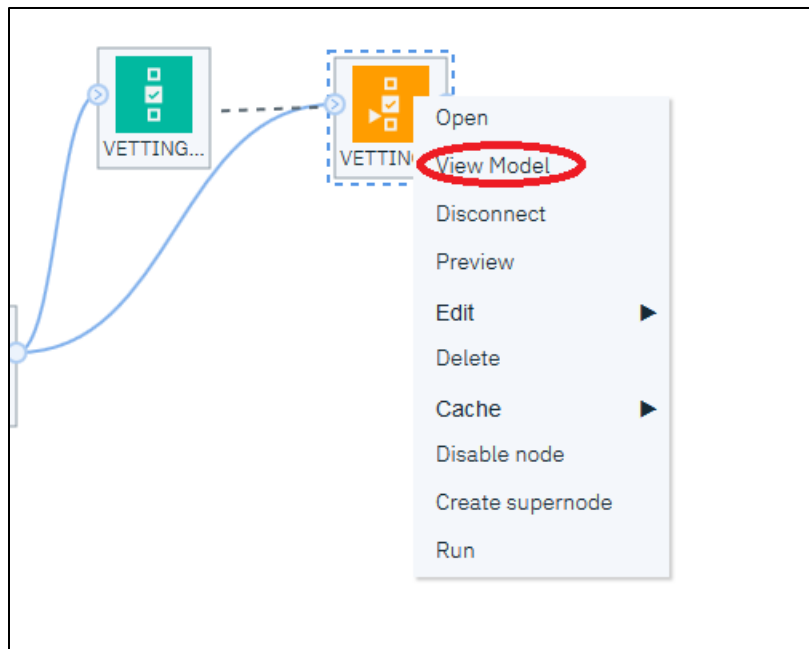 VETTING...
VETTIN
Open
View Model
Disconnect
Preview
Edit
Delete
Cache
Disable node
Create supernode
Run